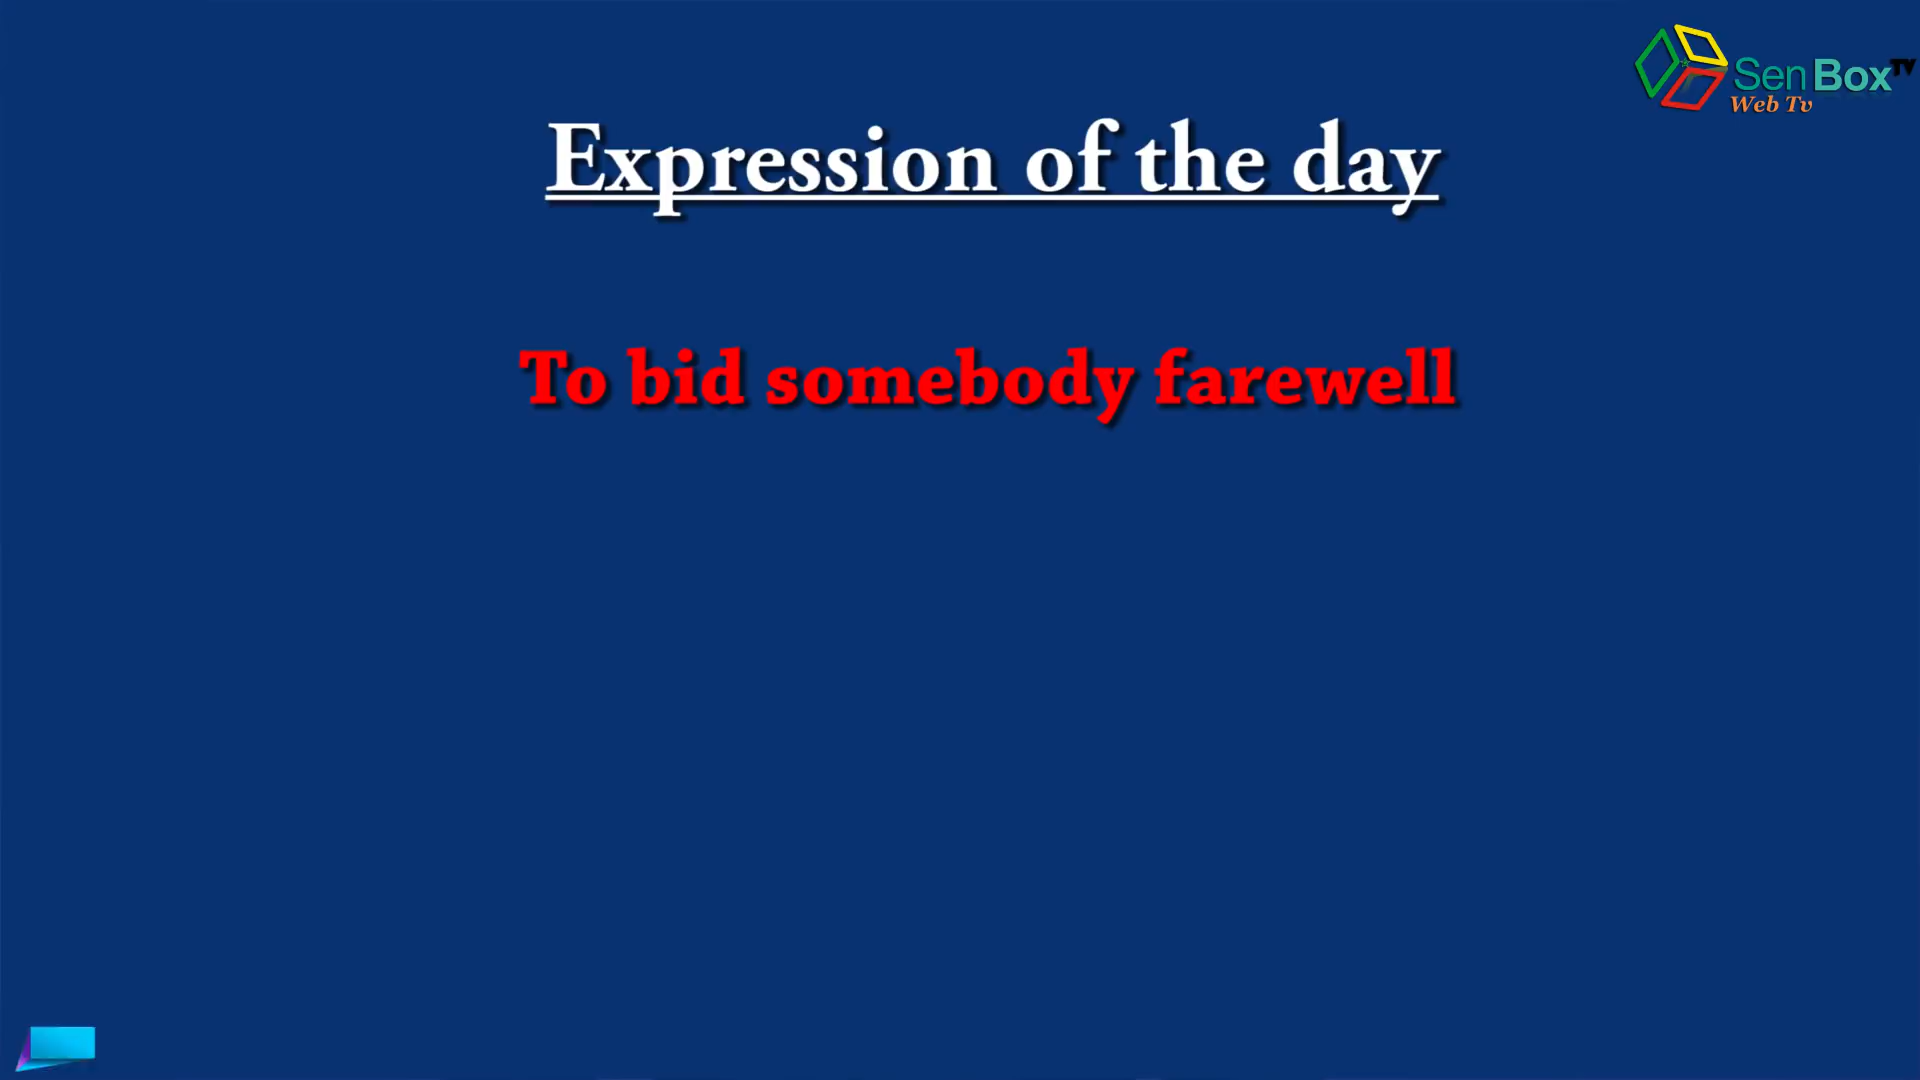 SenBox TV
Web Tv
Expression of the day
To bid somebody farewell